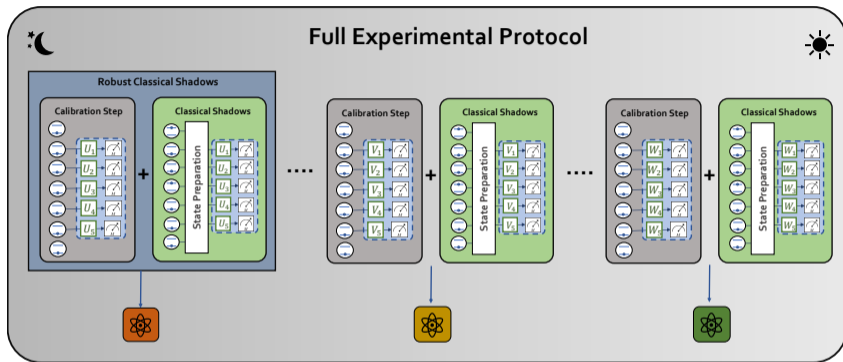 Full Experimental Protocol
Robust Classical Shadows
Calibration Step
U1
U2
U3
U4
U5
+
Classical Shadows
State Preparation
U1
U2
U3
U4
U5
....
Calibration Step
V1
V2
V3
V4
V5
+
Classical Shadows
State Preparation
V1
V2
V3
V4
V5
....
Calibration Step
W1
W2
W3
W4
W5
+
Classical Shadows
State Preparation
W1
W2
W3
W4
W5